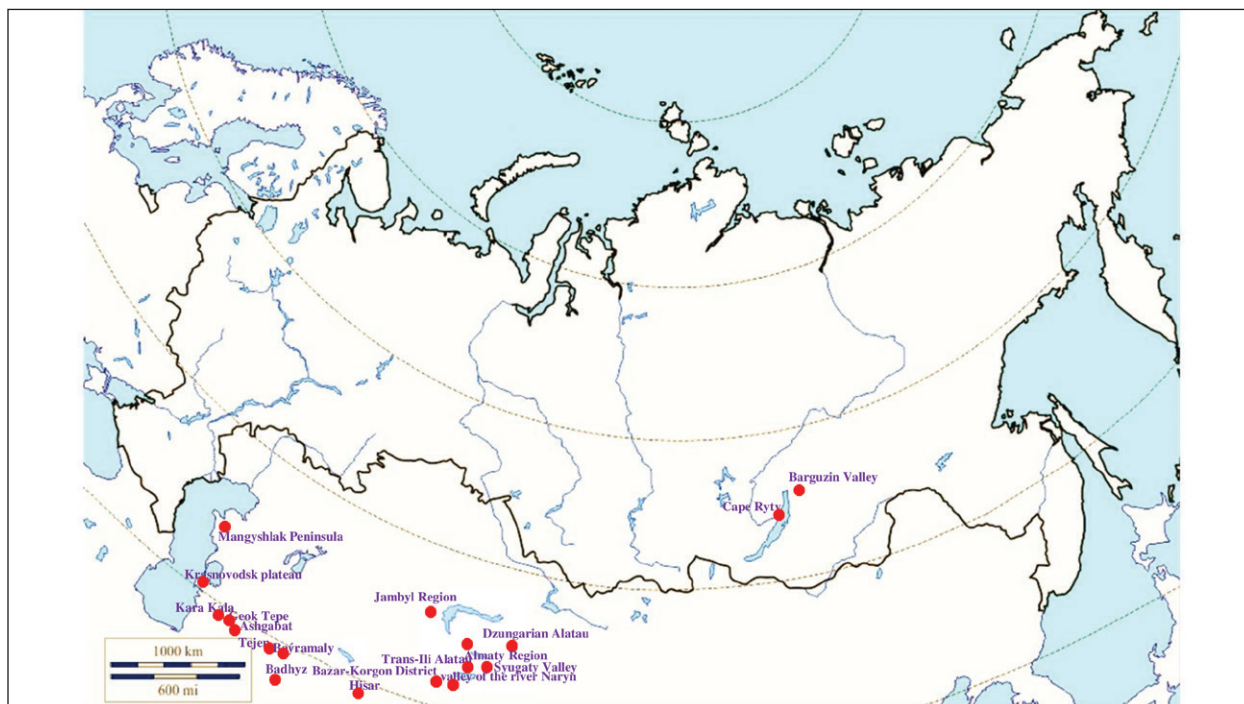 Barguzin Valley
Cape Ryty
Mangyshlak Peninsula
Krasnovodsk plateau
Jambyl Region
Kara Kala
Geok Tepe
Ashgabat
Dzungarian Alatau
Tejen
Bayramaly
Trans-Ili Alatau
Almaty Region
Badhyz
Bazar-Korgon District
Syugaty Valley
valley of the river Naryn
Hisar
1000 km
600 mi